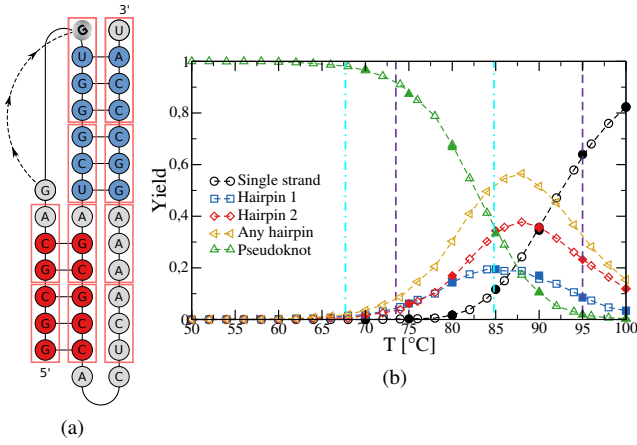 3'
G U
U A
G C
G C
G C
C G
G U G
A A A
C G A
G C A
C G A
G C C
G C U
5' A C
(a)
Yield
1
0.8
0.6
0.4
0.2
0
Single strand
Hairpin 1
Hairpin 2
Any hairpin
Pseudoknot
50 55 60 65 70 75 80 85 90 95 100
T [°C]
(b)